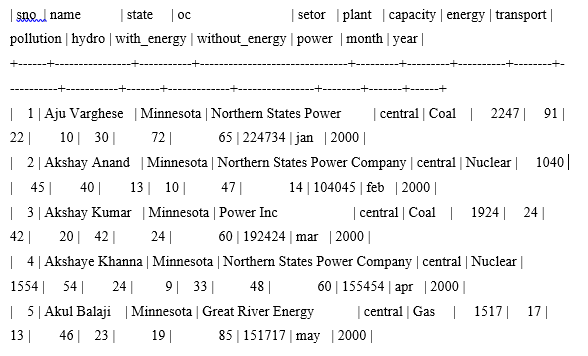 | sno | name | state | oc | setor | plant | capacity | energy | transport |
pollution | hydro | with_energy | without_energy | power | month | year |
+------+----------------+-----------+-------------------------------+---------+---------+----------+--------+-
----------+-----------+-------+-------------+----------------+--------+-------+------+
| 1 | Aju Varghese | Minnesota | Northern States Power | central | Coal | 2247 | 91 |
22 | 10 | 30 | 72 | 65 | 224734 | jan | 2000 |
| 2 | Akshay Anand | Minnesota | Northern States Power Company | central | Nuclear | 1040 |
| 45 | 40 | 13 | 10 | 47 | 14 | 104045 | feb | 2000 |
| 3 | Akshay Kumar | Minnesota | Power Inc | central | Coal | 1924 | 24 |
42 | 20 | 42 | 24 | 60 | 192424 | mar | 2000 |
| 4 | Akshaye Khanna | Minnesota | Northern States Power Company | central | Nuclear |
1554 | 54 | 24 | 9 | 33 | 48 | 60 | 155454 | apr | 2000 |
| 5 | Akul Balaji | Minnesota | Great River Energy | central | Gas | 1517 | 17 |
13 | 46 | 23 | 19 | 85 | 151717 | may | 2000 |